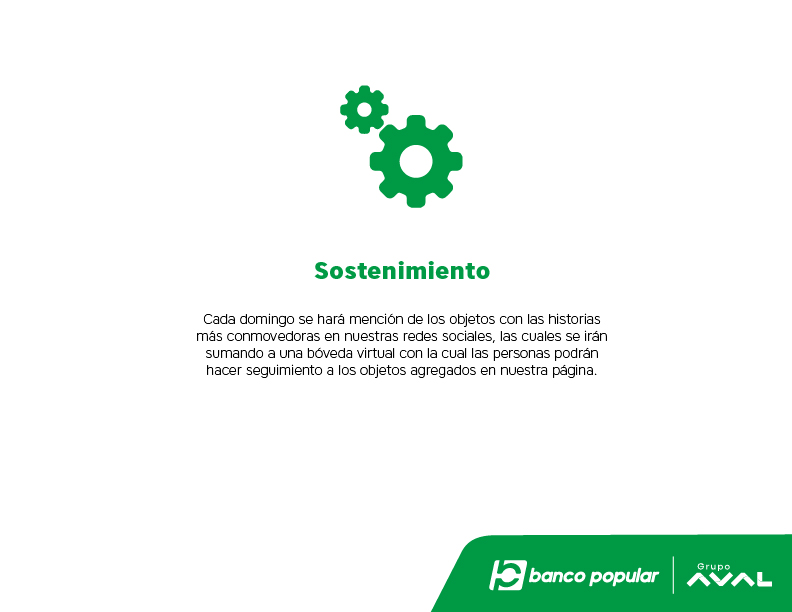 Sostenimiento
Cada domingo se hará mención de los objetos con las historias
más conmovedoras en nuestras redes sociales, las cuales se irán
sumando a una bóveda virtual con la cual las personas podrán
hacer seguimiento a los objetos agregados en nuestra página.
banco popular
Grupo
AVAL